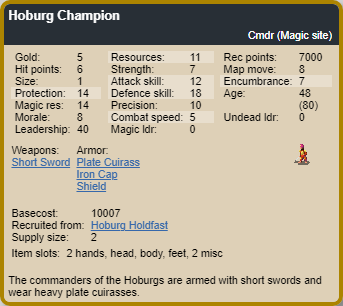 Hoburg Champion
Cmdr (Magic site)
Gold: 5 Resources: 11 Rec points: 7000
Hit points: 6 Strength: 7 Map move: 8
Size: 1 Attack skill: 12 Encumbrance: 7
Protection: 14 Defence skill: 18 Age: 48
Magic res: 14 Precision: 10 (80)
Morale: 8 Combat speed: 5 Undead ldr: 0
Leadership: 40 Magic ldr: 0
Weapons: Armor:
Short Sword Plate Cuirass
Iron Cap
Shield
Basecost: 10007
Recruited from: Hoburg Holdfast
Supply size: 2
Item slots: 2 hands, head, body, feet, 2 misc
The commanders of the Hoburgs are armed with short swords and
wear heavy plate cuirasses.